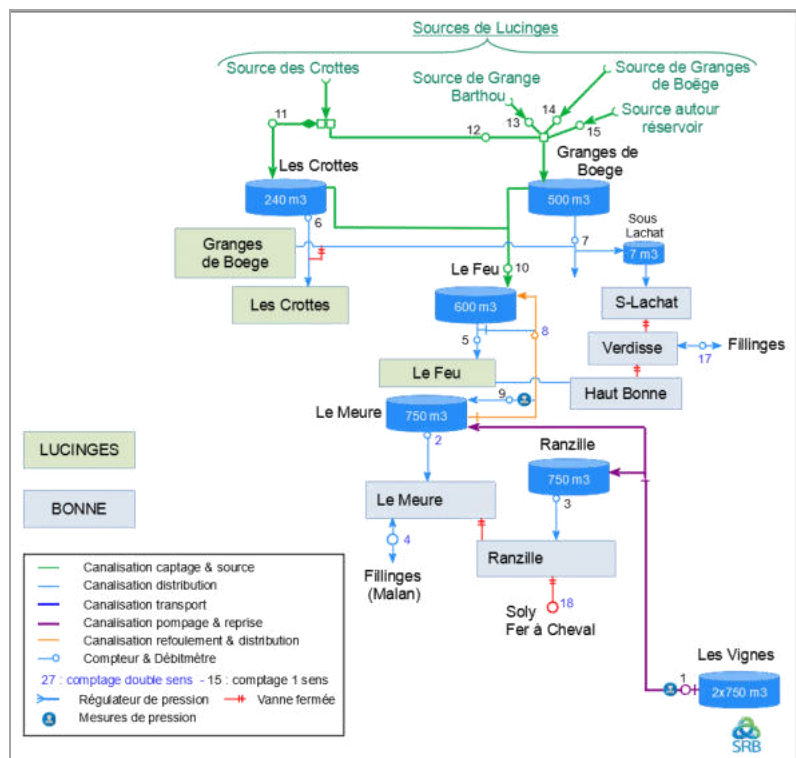 Sources de Lucinges
Source des Crottes
Source de Grange
Barthou
Source de Granges
de Boëge
Source autour
réservoir
11
12
13
14
15
Les Crottes
240 m3
Granges de
Boege
500 m3
6
7
Sous
Lachat
7 m3
Granges
de Boege
Les Crottes
Le Feu
10
600 m3
8
5
S-Lachat
Verdisse
17
Fillinges
Le Feu
Haut Bonne
9
Le Meure
750 m3
2
Ranzille
750 m3
3
LUCINGES
BONNE
Le Meure
4
Fillinges
(Malan)
Ranzille
18
Soly
Fer à Cheval
Les Vignes
1
2x750 m3
SRB
Canalisation captage & source
Canalisation distribution
Canalisation transport
Canalisation pompage & reprise
Canalisation refoulement & distribution
Compteur & Débitmètre
27 : comptage double sens - 15 : comptage 1 sens
Régulateur de pression
Vanne fermée
Mesures de pression